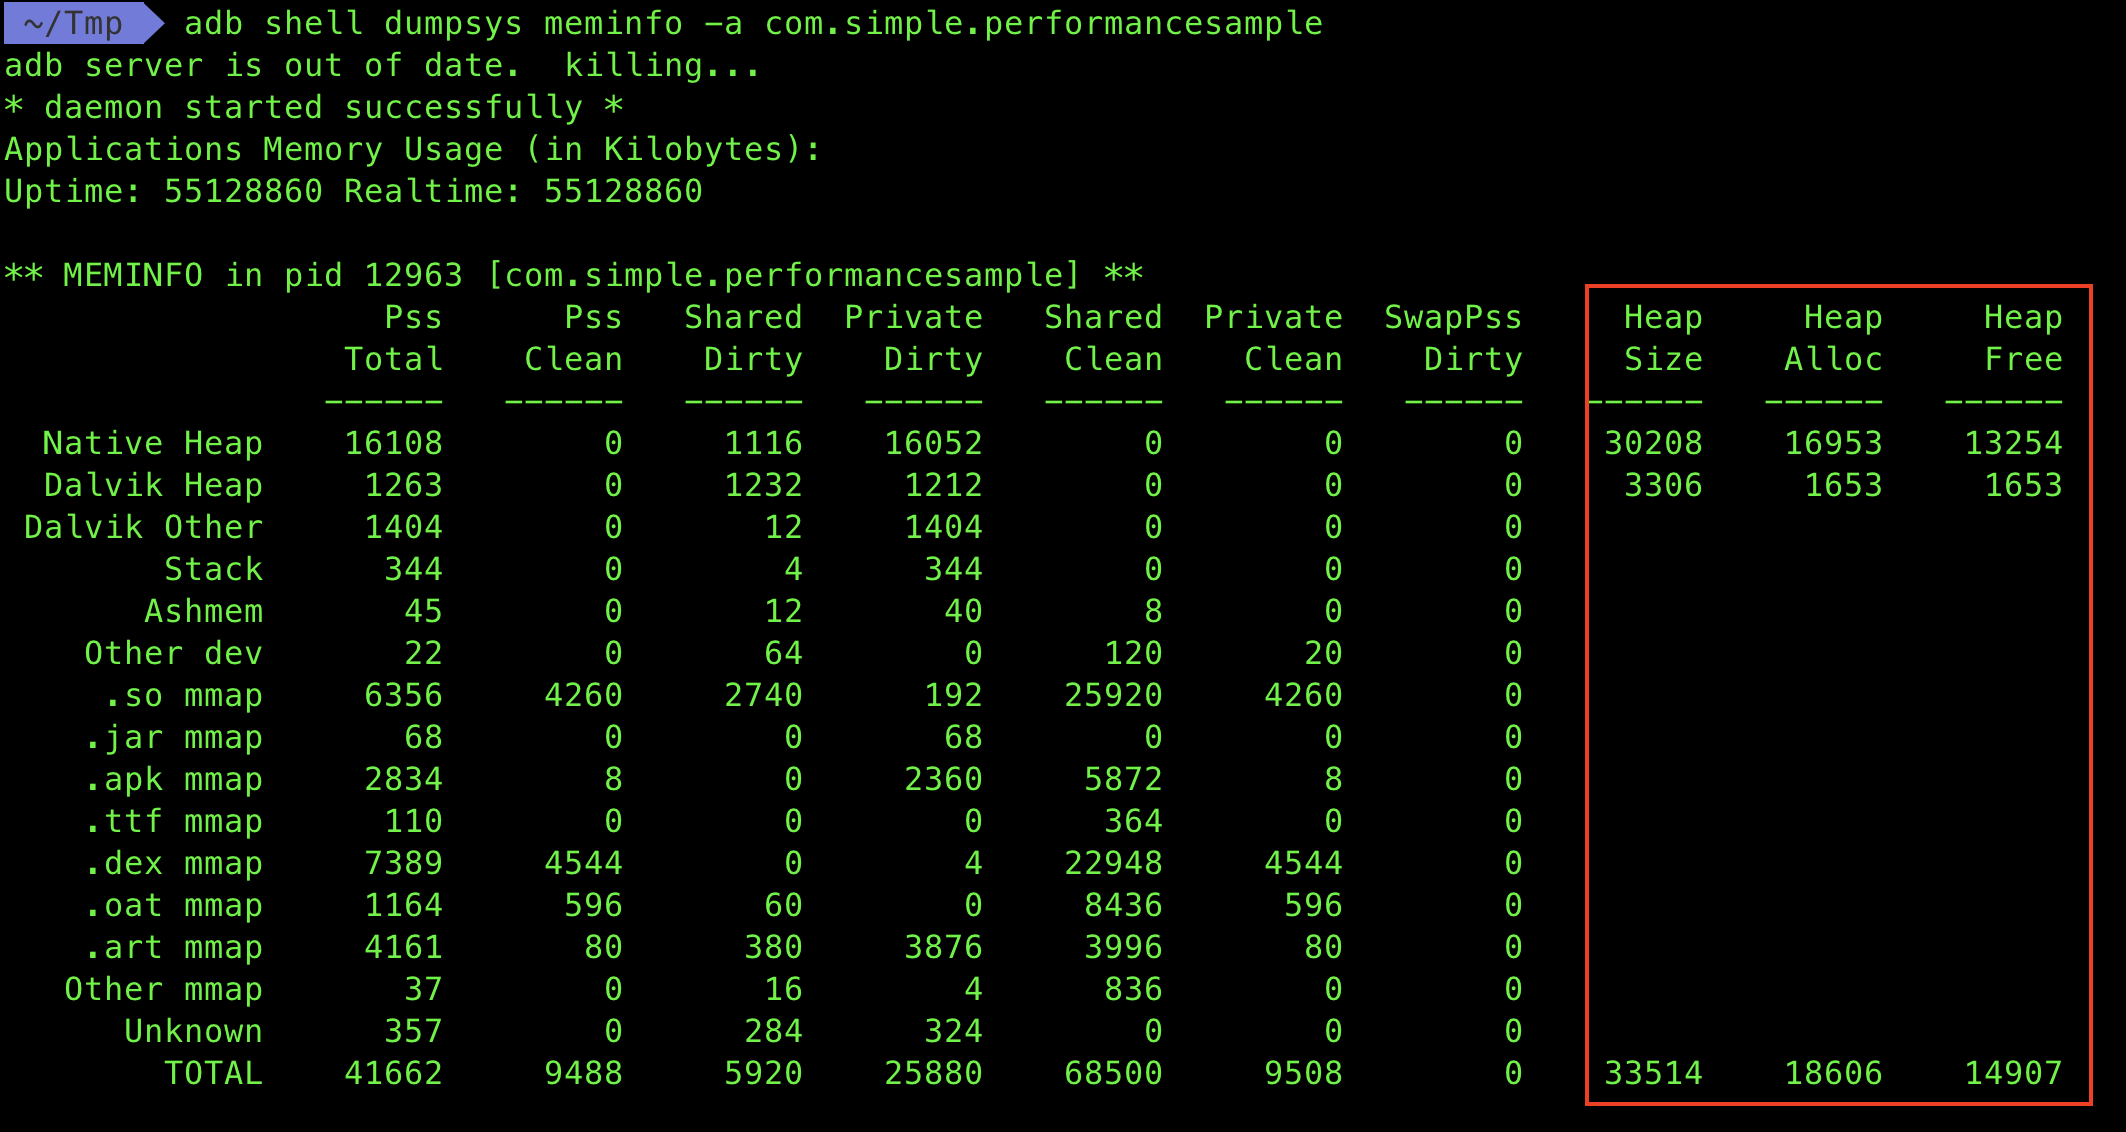 ~/Tmp adb shell dumpsys meminfo -a com.simple.performancesample
adb server is out of date.  killing...
* daemon started successfully *
Applications Memory Usage (in Kilobytes):
Uptime: 55128860 Realtime: 55128860
** MEMINFO in pid 12963 [com.simple.performancesample] **
Pss Pss Shared Private Shared Private SwapPss Heap Heap Heap
Total Clean Dirty Dirty Clean Clean Dirty Size Alloc Free
------ ------ ------ ------ ------ ------ ------ ------ ------ ------
Native Heap 16108 0 1116 16052 0 0 0 30208 16953 13254
Dalvik Heap 1263 0 1232 1212 0 0 0 3306 1653 1653
Dalvik Other 1404 0 12 1404 0 0 0
Stack 344 0 4 344 0 0 0
Ashmem 45 0 12 40 8 0 0
Other dev 22 0 64 0 120 20 0
.so mmap 6356 4260 2740 192 25920 4260 0
.jar mmap 68 0 0 68 0 0 0
.apk mmap 2834 8 0 2360 5872 8 0
.ttf mmap 110 0 0 0 364 0 0
.dex mmap 7389 4544 0 4 22948 4544 0
.oat mmap 1164 596 60 0 8436 596 0
.art mmap 4161 80 380 3876 3996 80 0
Other mmap 37 0 16 4 836 0 0
Unknown 357 0 284 324 0 0 0
TOTAL 41662 9488 5920 25880 68500 9508 0 33514 18606 14907